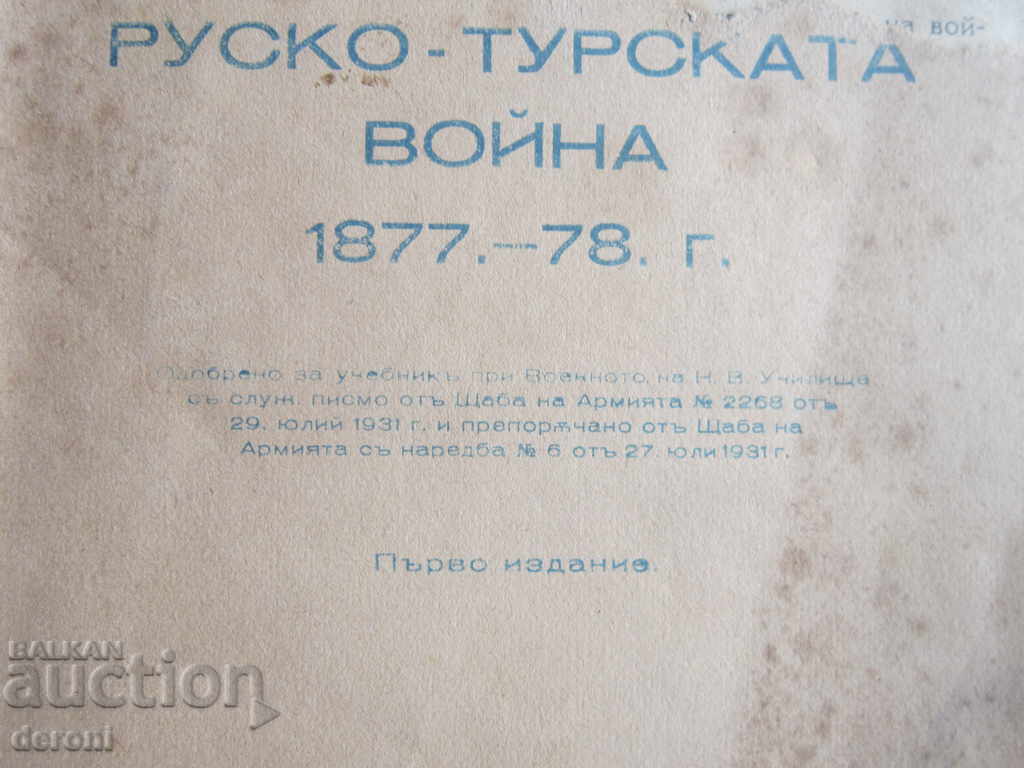 на вой-
РУСКО - ТУРСКАТА
ВОЙНА
1877.–78. г.
Одобрено за учебникъ при Военното на Н. В. Училище
съ служ. писмо отъ Щаба на Армията № 2268 отъ
29. юлий 1931 г. и препорѫчано отъ Щаба на
Армията съ наредба № 6 отъ 27. юли 1931 г.
Първо издание.
BALKAN
auction
deroni